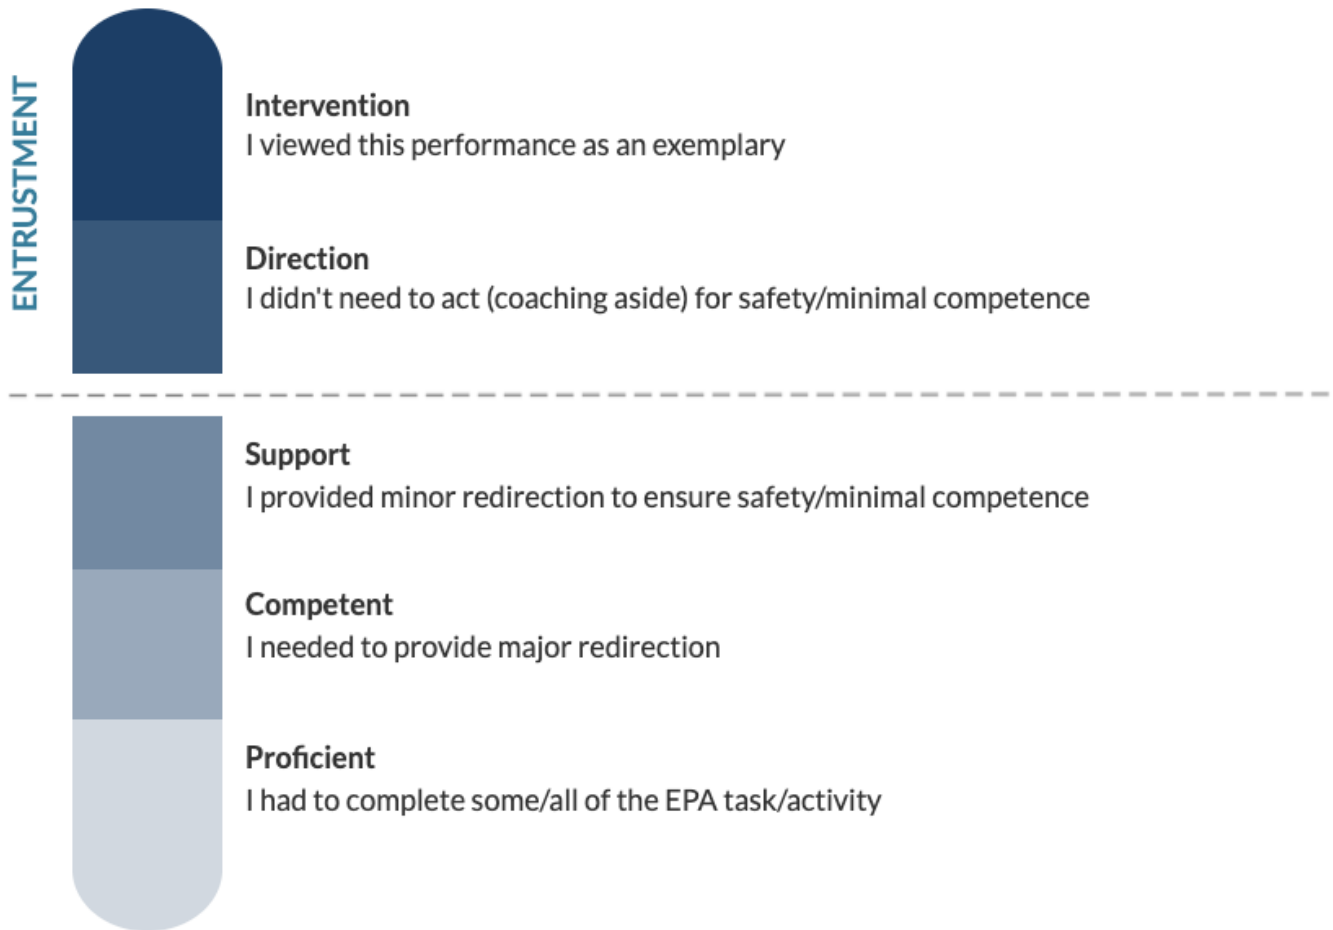 ENTRUSTMENT
Intervention
I viewed this performance as an exemplary
Direction
I didn't need to act (coaching aside) for safety/minimal competence
Support
I provided minor redirection to ensure safety/minimal competence
Competent
I needed to provide major redirection
Proficient
I had to complete some/all of the EPA task/activity